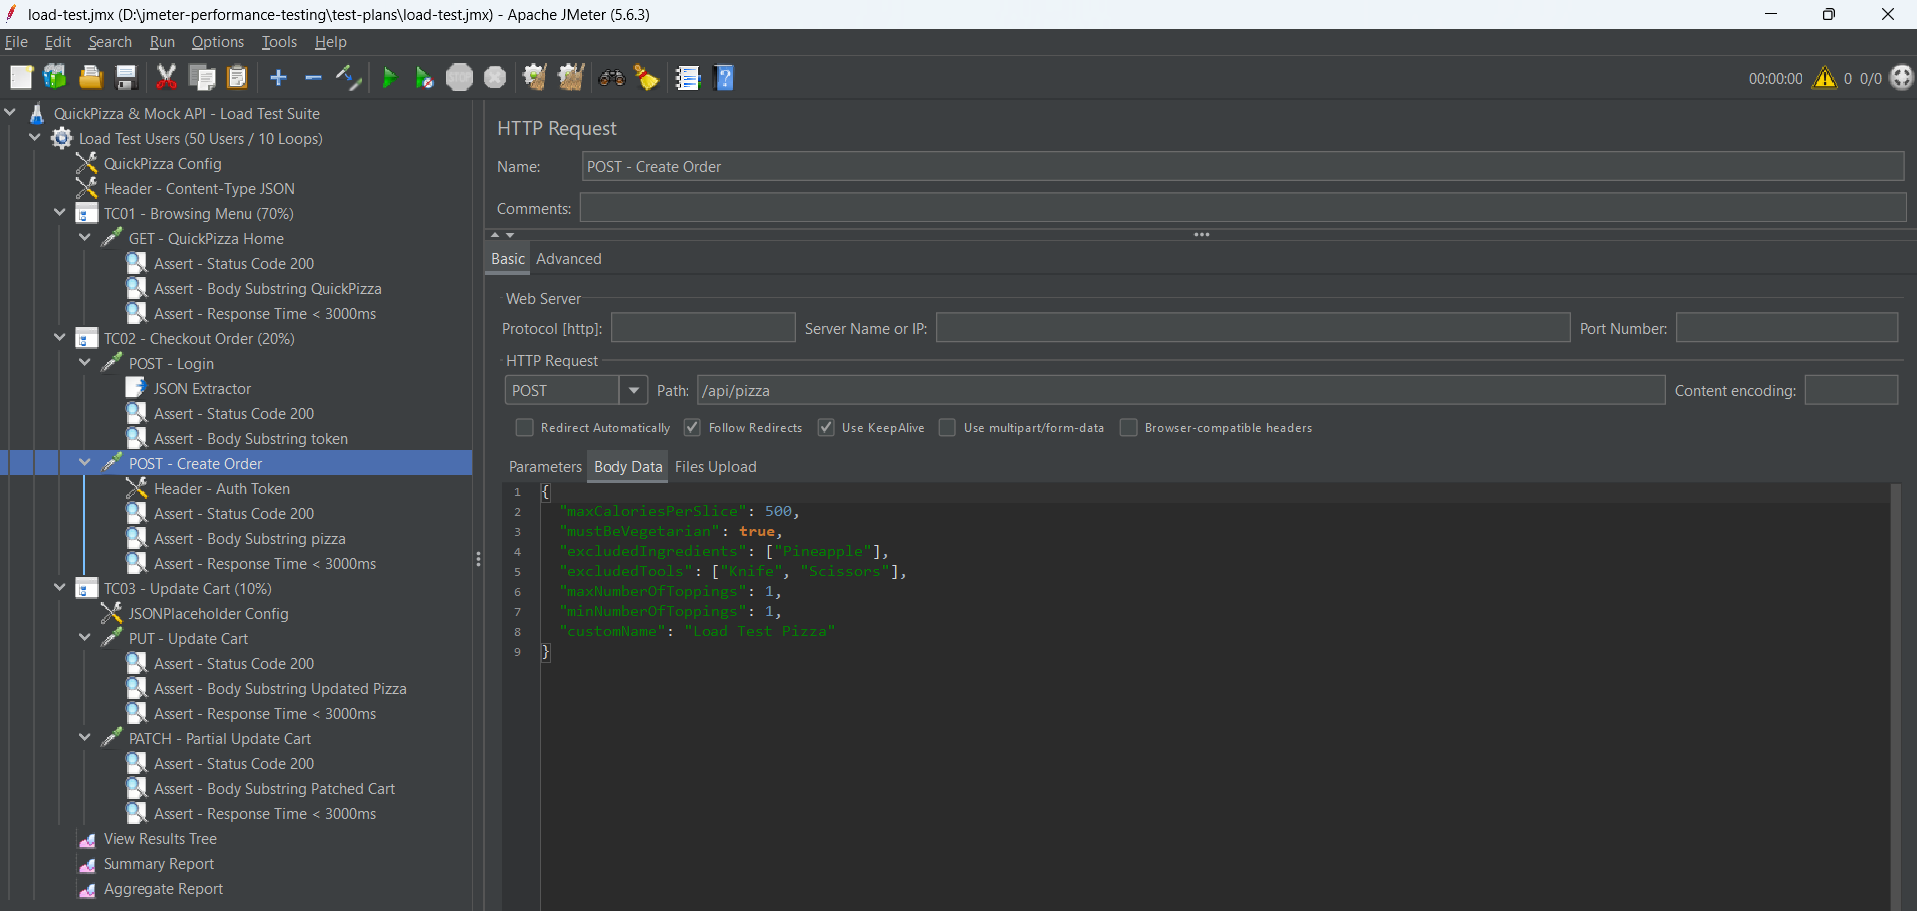 load-test.jmx (D:\jmeter-performance-testing\test-plans\load-test.jmx) - Apache JMeter (5.6.3)
File Edit Search Run Options Tools Help
STOP
00:00:00 0 0/0
QuickPizza & Mock API - Load Test Suite
Load Test Users (50 Users / 10 Loops)
QuickPizza Config
Header - Content-Type JSON
TC01 - Browsing Menu (70%)
GET - QuickPizza Home
Assert - Status Code 200
Assert - Body Substring QuickPizza
Assert - Response Time < 3000ms
TC02 - Checkout Order (20%)
POST - Login
JSON Extractor
Assert - Status Code 200
Assert - Body Substring token
POST - Create Order
Header - Auth Token
Assert - Status Code 200
Assert - Body Substring pizza
Assert - Response Time < 3000ms
TC03 - Update Cart (10%)
JSONPlaceholder Config
PUT - Update Cart
Assert - Status Code 200
Assert - Body Substring Updated Pizza
Assert - Response Time < 3000ms
PATCH - Partial Update Cart
Assert - Status Code 200
Assert - Body Substring Patched Cart
Assert - Response Time < 3000ms
View Results Tree
Summary Report
Aggregate Report
HTTP Request
Name: POST - Create Order
Comments:
Basic Advanced
Web Server
Protocol [http]: Server Name or IP: Port Number:
HTTP Request
POST Path: /api/pizza Content encoding:
Redirect Automatically Follow Redirects Use KeepAlive Use multipart/form-data Browser-compatible headers
Parameters Body Data Files Upload
1 {
2 "maxCaloriesPerSlice": 500,
3 "mustBeVegetarian": true,
4 "excludedIngredients": ["Pineapple"],
5 "excludedTools": ["Knife", "Scissors"],
6 "maxNumberOfToppings": 1,
7 "minNumberOfToppings": 1,
8 "customName": "Load Test Pizza"
9 }